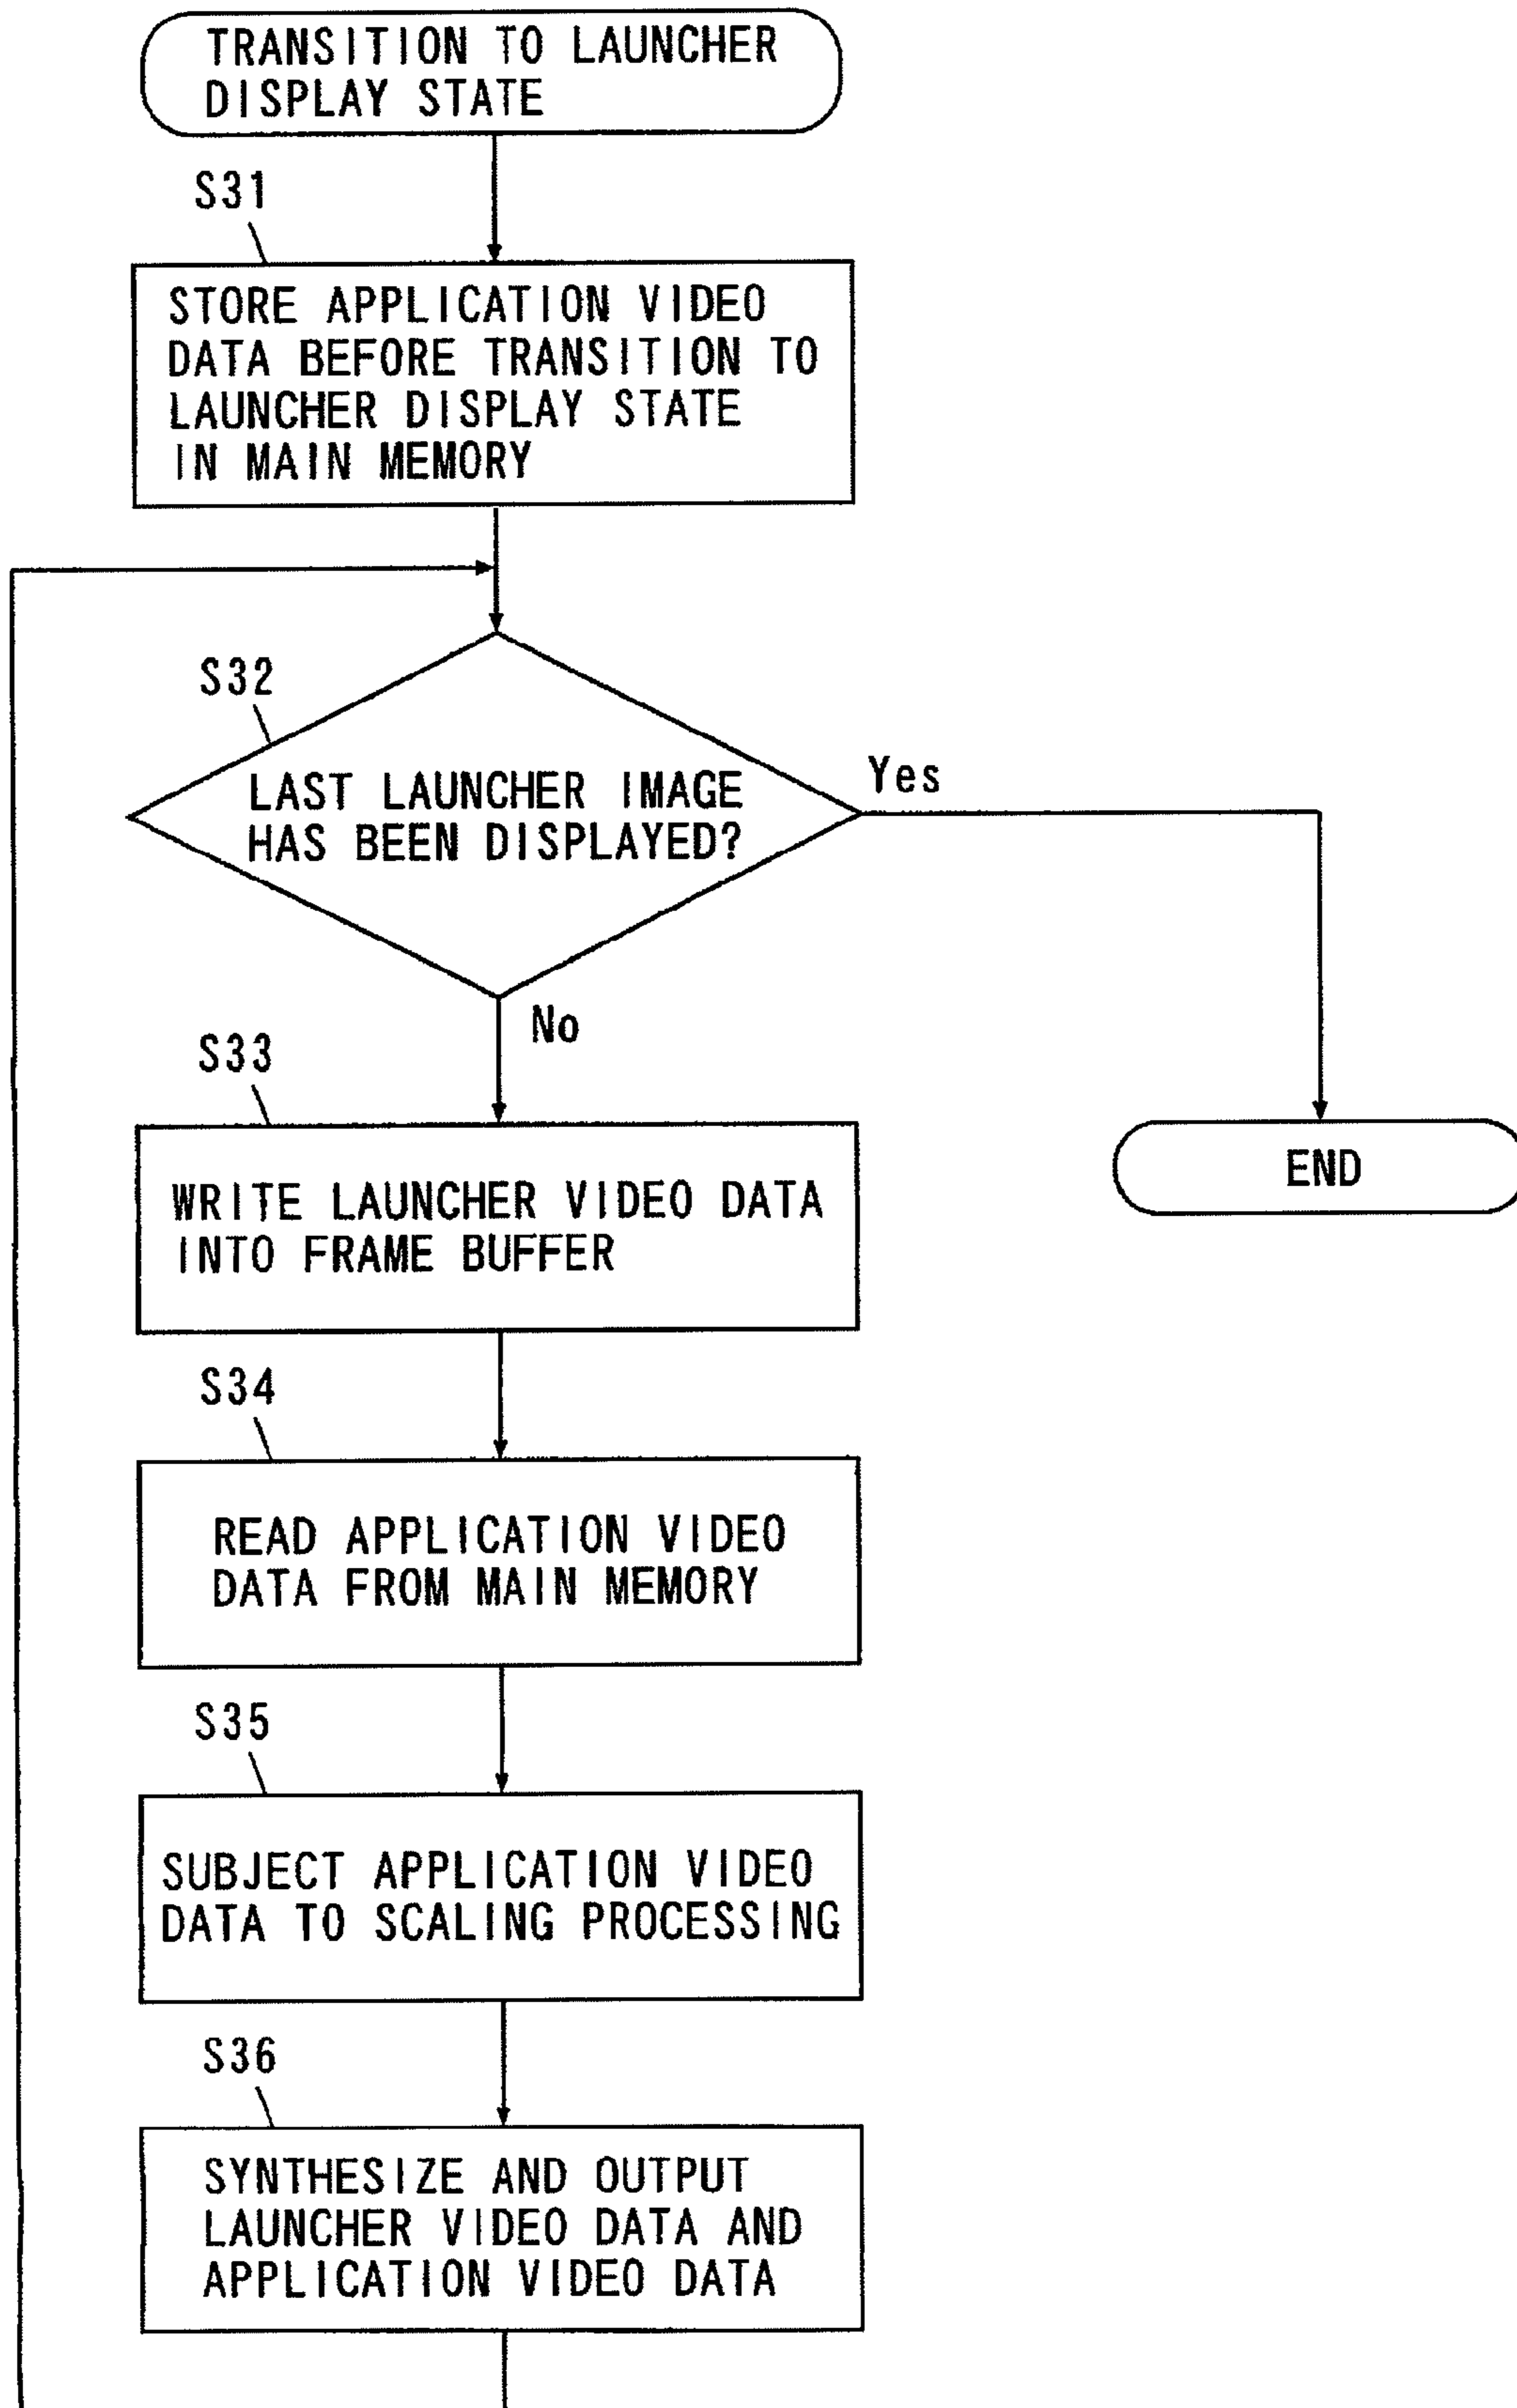 TRANSITION TO LAUNCHER
DISPLAY STATE
S31
STORE APPLICATION VIDEO
DATA BEFORE TRANSITION TO
LAUNCHER DISPLAY STATE
IN MAIN MEMORY
S32
LAST LAUNCHER IMAGE
HAS BEEN DISPLAYED?
Yes
No
S33
WRITE LAUNCHER VIDEO DATA
INTO FRAME BUFFER
END
S34
READ APPLICATION VIDEO
DATA FROM MAIN MEMORY
S35
SUBJECT APPLICATION VIDEO
DATA TO SCALING PROCESSING
S36
SYNTHESIZE AND OUTPUT
LAUNCHER VIDEO DATA AND
APPLICATION VIDEO DATA